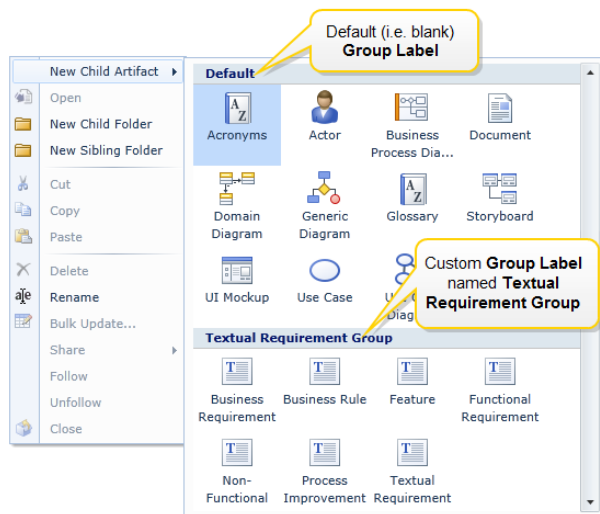 Default (i.e. blank)
Group Label
New Child Artifact
Open
New Child Folder
New Sibling Folder
Cut
Copy
Paste
Delete
Rename
Bulk Update...
Share
Follow
Unfollow
Close
Default
Acronyms
Actor
Business
Process Dia...
Document
Domain
Diagram
Generic
Diagram
Glossary
Storyboard
UI Mockup
Use Case
Custom Group Label
named Textual
Requirement Group
Textual Requirement Group
Business
Requirement
Business Rule
Feature
Functional
Requirement
Non-
Functional
Process
Improvement
Textual
Requirement